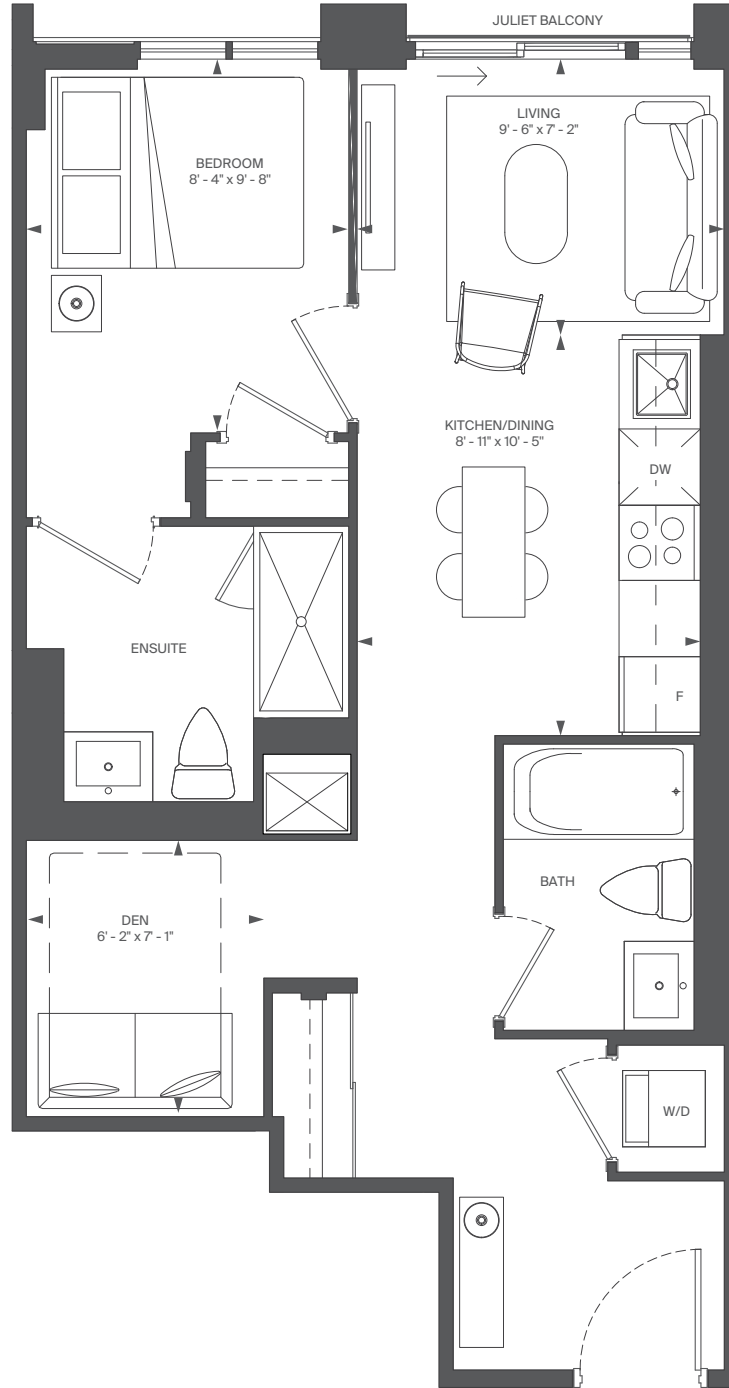 JULIET BALCONY
LIVING
9' - 6" x 7' - 2"
BEDROOM
8' - 4" x 9' - 8"
KITCHEN/DINING
8' - 11" x 10' - 5"
DW
ENSUITE
F
BATH
DEN
6' - 2" x 7' - 1"
W/D